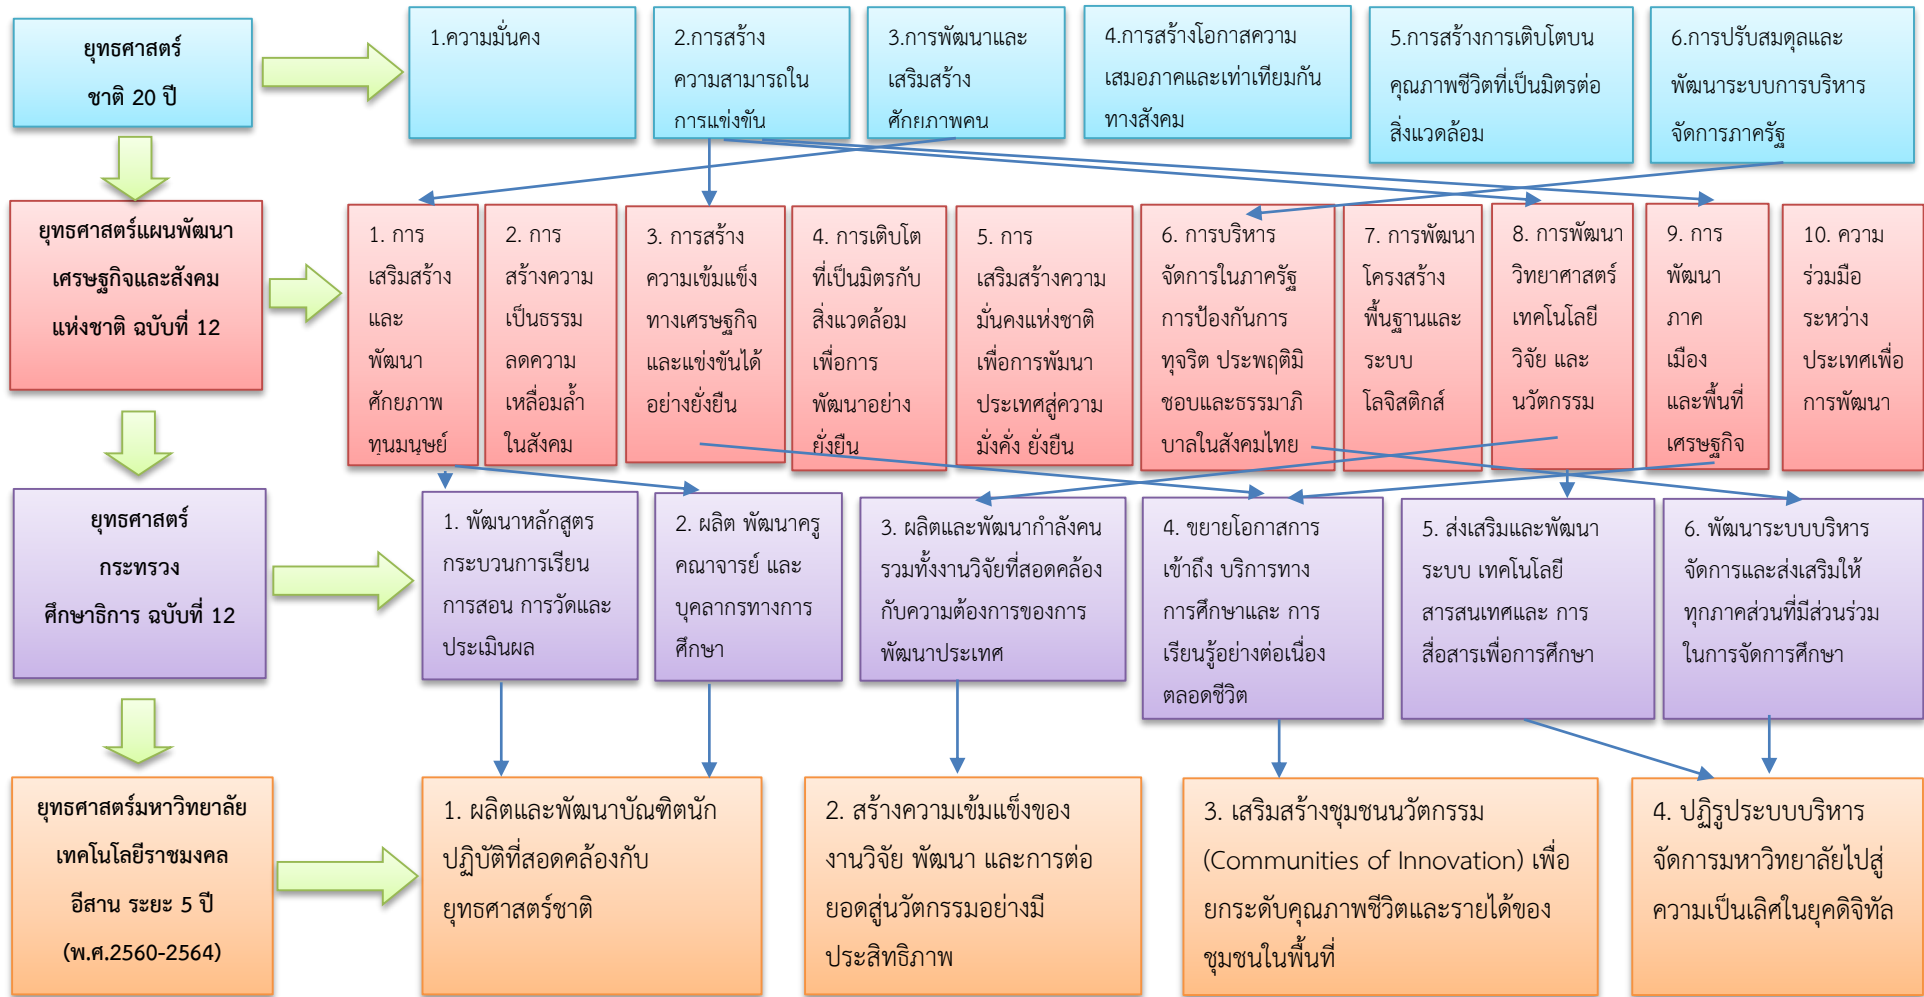 ยุทธศาสตร์
ชาติ 20 ปี
1.ความมั่นคง
2.การสร้าง
ความสามารถใน
การแข่งขัน
3.การพัฒนาและ
เสริมสร้าง
ศักยภาพคน
4.การสร้างโอกาสความ
เสมอภาคและเท่าเทียมกัน
ทางสังคม
5.การสร้างการเติบโตบน
คุณภาพชีวิตที่เป็นมิตรต่อ
สิ่งแวดล้อม
6.การปรับสมดุลและ
พัฒนาระบบการบริหาร
จัดการภาครัฐ
ยุทธศาสตร์แผนพัฒนา
เศรษฐกิจและสังคม
แห่งชาติ ฉบับที่ 12
1. การ
เสริมสร้าง
และ
พัฒนา
ศักยภาพ
ทุนมนุษย์
2. การ
สร้างความ
เป็นธรรม
ลดความ
เหลื่อมล้ำ
ในสังคม
3. การสร้าง
ความเข้มแข็ง
ทางเศรษฐกิจ
และแข่งขันได้
อย่างยั่งยืน
4. การเติบโต
ที่เป็นมิตรกับ
สิ่งแวดล้อม
เพื่อการ
พัฒนาอย่าง
ยั่งยืน
5. การ
เสริมสร้างความ
มั่นคงแห่งชาติ
เพื่อการพัมนา
ประเทศสู่ความ
มั่งคั่ง ยั่งยืน
6. การบริหาร
จัดการในภาครัฐ
การป้องกันการ
ทุจริต ประพฤติมิ
ชอบและธรรมาภิ
บาลในสังคมไทย
7. การพัฒนา
โครงสร้าง
พื้นฐานและ
ระบบ
โลจิสติกส์
8. การพัฒนา
วิทยาศาสตร์
เทคโนโลยี
วิจัย และ
นวัตกรรม
9. การ
พัฒนา
ภาค
เมือง
และพื้นที่
เศรษฐกิจ
10. ความ
ร่วมมือ
ระหว่าง
ประเทศเพื่อ
การพัฒนา
ยุทธศาสตร์
กระทรวง
ศึกษาธิการ ฉบับที่ 12
1. พัฒนาหลักสูตร
กระบวนการเรียน
การสอน การวัดและ
ประเมินผล
2. ผลิต พัฒนาครู
คณาจารย์ และ
บุคลากรทางการ
ศึกษา
3. ผลิตและพัฒนากำลังคน
รวมทั้งงานวิจัยที่สอดคล้อง
กับความต้องการของการ
พัฒนาประเทศ
4. ขยายโอกาสการ
เข้าถึง บริการทาง
การศึกษาและ การ
เรียนรู้อย่างต่อเนื่อง
ตลอดชีวิต
5. ส่งเสริมและพัฒนา
ระบบ เทคโนโลยี
สารสนเทศและ การ
สื่อสารเพื่อการศึกษา
6. พัฒนาระบบบริหาร
จัดการและส่งเสริมให้
ทุกภาคส่วนที่มีส่วนร่วม
ในการจัดการศึกษา
ยุทธศาสตร์มหาวิทยาลัย
เทคโนโลยีราชมงคล
อีสาน ระยะ 5 ปี
(พ.ศ.2560-2564)
1. ผลิตและพัฒนาบัณฑิตนัก
ปฏิบัติที่สอดคล้องกับ
ยุทธศาสตร์ชาติ
2. สร้างความเข้มแข็งของ
งานวิจัย พัฒนา และการต่อ
ยอดสู่นวัตกรรมอย่างมี
ประสิทธิภาพ
3. เสริมสร้างชุมชนนวัตกรรม
(Communities of Innovation) เพื่อ
ยกระดับคุณภาพชีวิตและรายได้ของ
ชุมชนในพื้นที่
4. ปฏิรูประบบบริหาร
จัดการมหาวิทยาลัยไปสู่
ความเป็นเลิศในยุคดิจิทัล